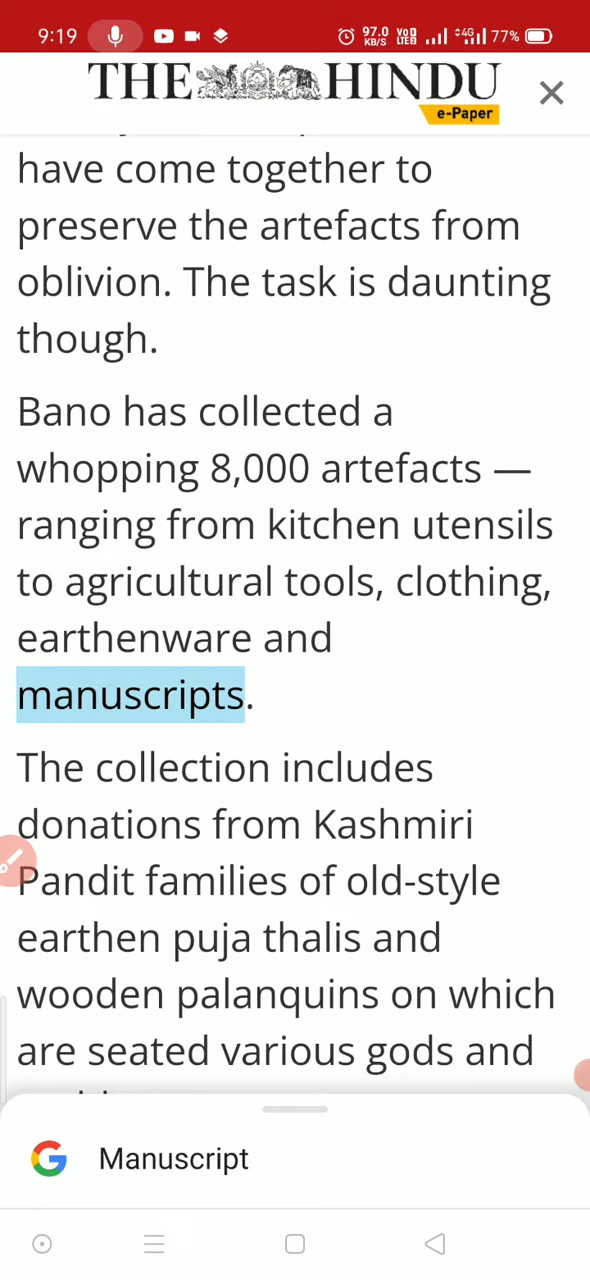 9:19
97.0 KB/S
VoD LTE2
4G
77%
THE HINDU
e-Paper
have come together to
preserve the artefacts from
oblivion. The task is daunting
though.
Bano has collected a
whopping 8,000 artefacts —
ranging from kitchen utensils
to agricultural tools, clothing,
earthenware and
manuscripts.
The collection includes
donations from Kashmiri
Pandit families of old-style
earthen puja thalis and
wooden palanquins on which
are seated various gods and
Manuscript